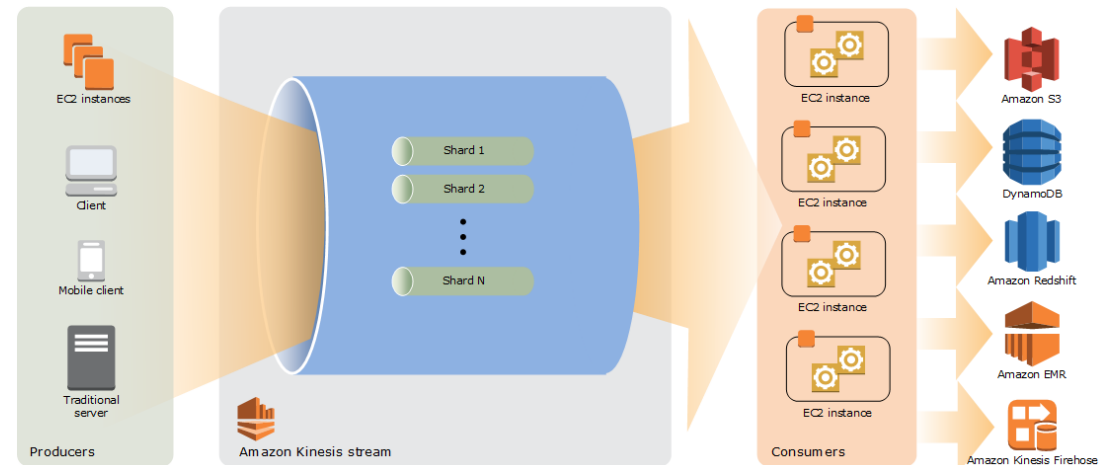 EC2 instances
Client
Mobile client
Traditional
server
Producers
Shard 1
Shard 2
Shard N
Amazon Kinesis stream
EC2 instance
EC2 instance
EC2 instance
EC2 instance
Consumers
Amazon S3
DynamoDB
Amazon Redshift
Amazon EMR
Amazon Kinesis Firehose